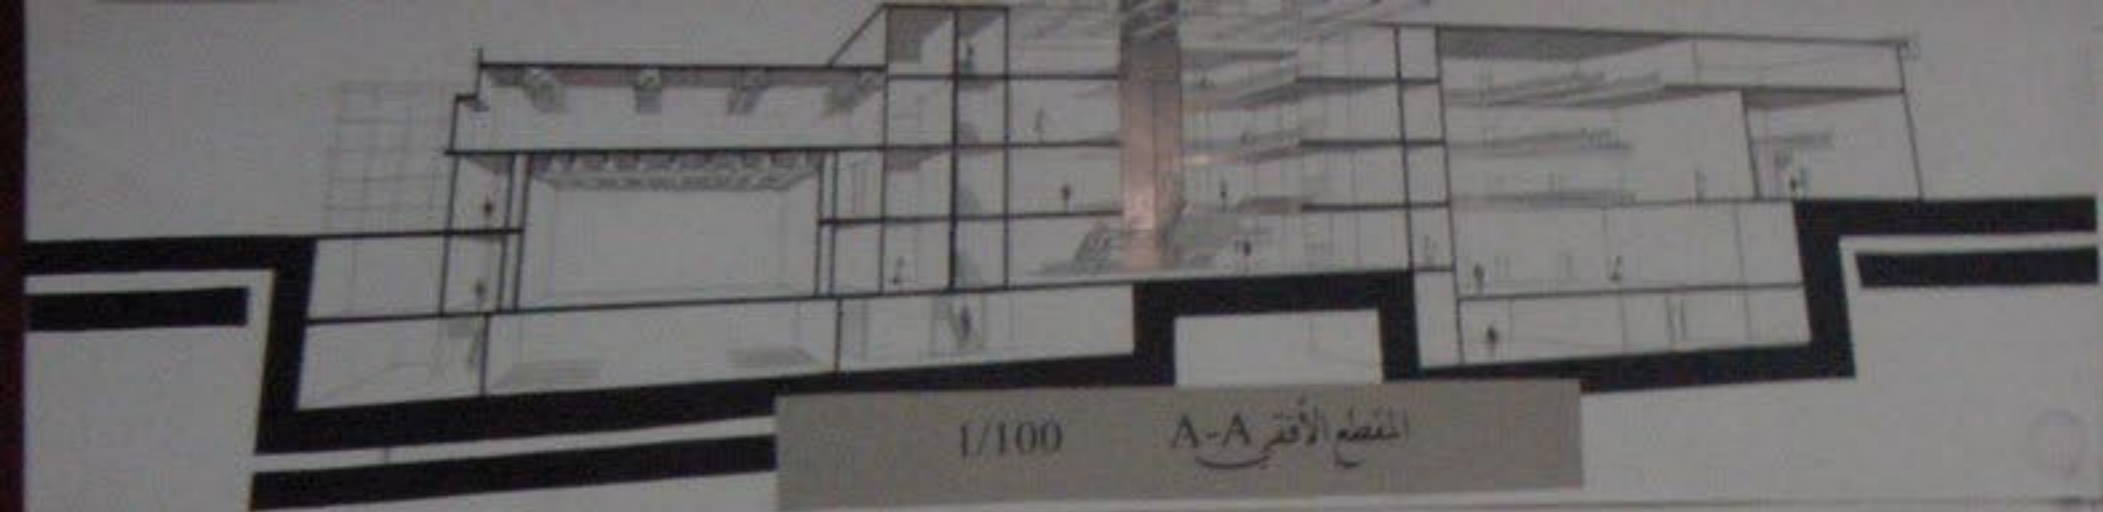 المقطع الأفقي A-A 1/100